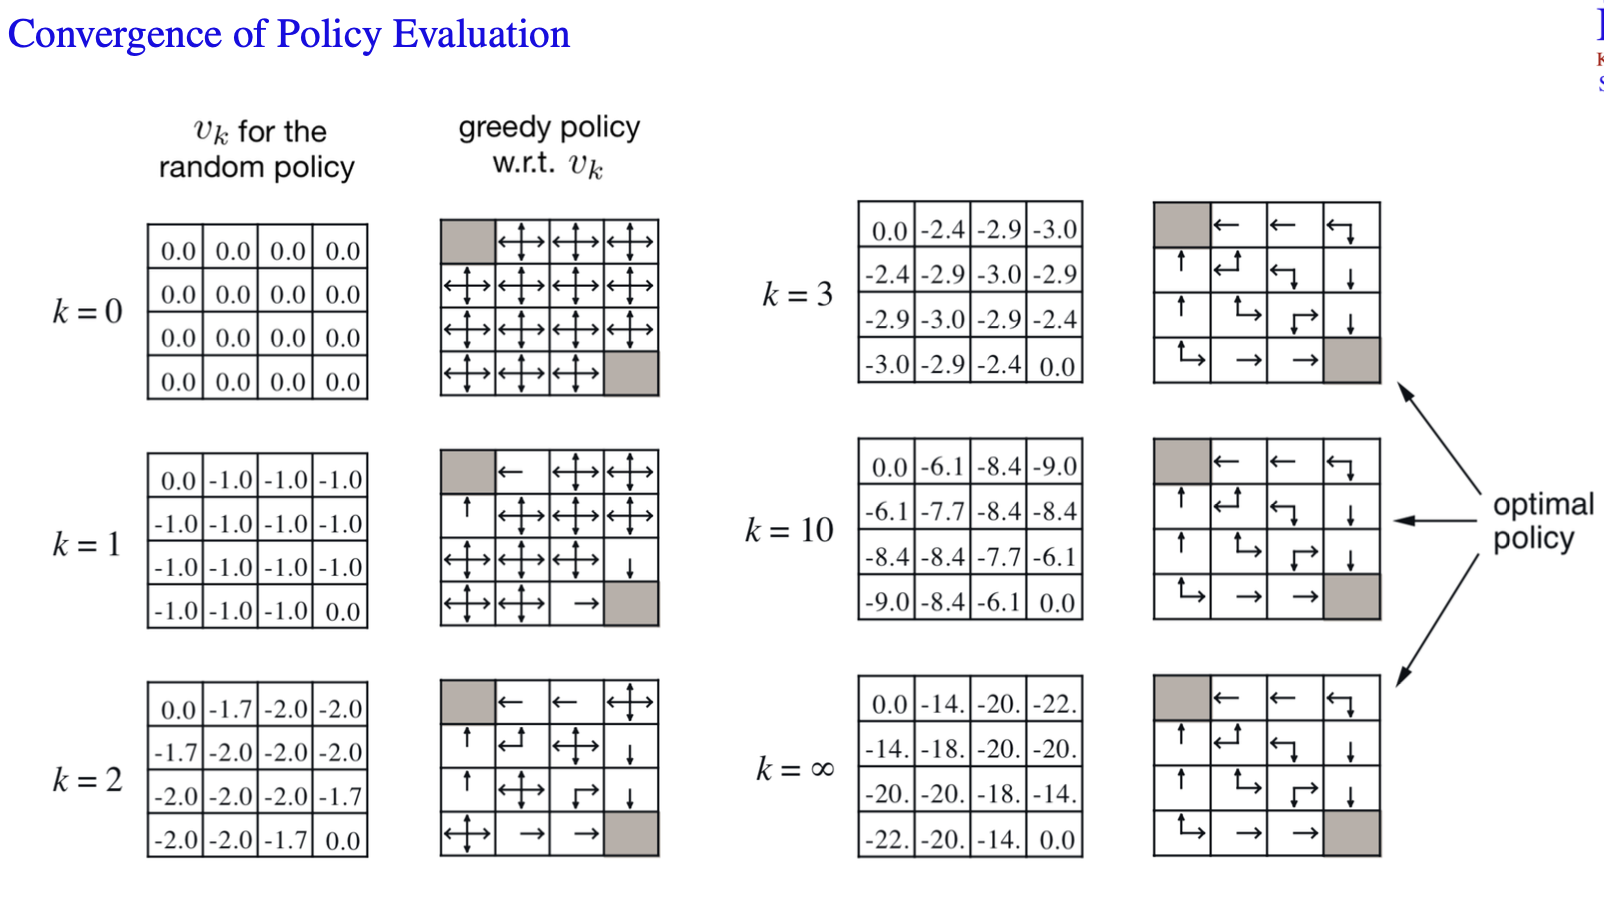 Convergence of Policy Evaluation
v_k for the
random policy
greedy policy
w.r.t. v_k
k = 0
0.0 0.0 0.0 0.0
0.0 0.0 0.0 0.0
0.0 0.0 0.0 0.0
0.0 0.0 0.0 0.0
k = 1
0.0 -1.0 -1.0 -1.0
-1.0 -1.0 -1.0 -1.0
-1.0 -1.0 -1.0 -1.0
-1.0 -1.0 -1.0 0.0
k = 2
0.0 -1.7 -2.0 -2.0
-1.7 -2.0 -2.0 -2.0
-2.0 -2.0 -2.0 -1.7
-2.0 -2.0 -1.7 0.0
k = 3
0.0 -2.4 -2.9 -3.0
-2.4 -2.9 -3.0 -2.9
-2.9 -3.0 -2.9 -2.4
-3.0 -2.9 -2.4 0.0
k = 10
0.0 -6.1 -8.4 -9.0
-6.1 -7.7 -8.4 -8.4
-8.4 -8.4 -7.7 -6.1
-9.0 -8.4 -6.1 0.0
k = ∞
0.0 -14. -20. -22.
-14. -18. -20. -20.
-20. -20. -18. -14.
-22. -20. -14. 0.0
optimal
policy